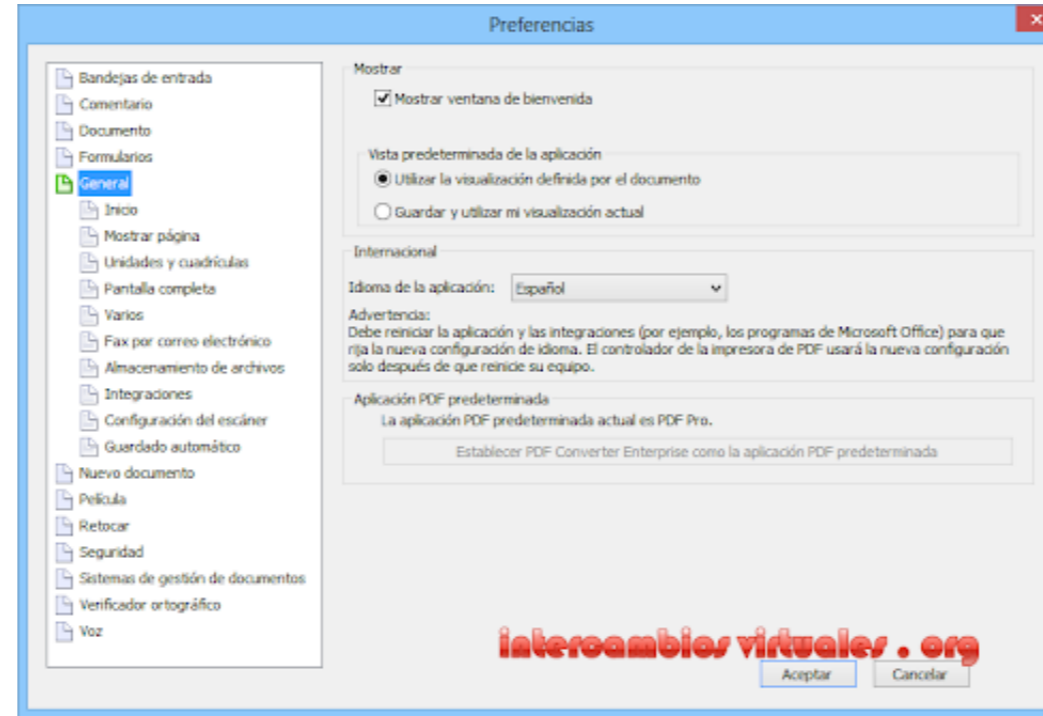 Preferencias
Bandejas de entrada
Comentario
Documento
Formularios
General
Inicio
Mostrar página
Unidades y cuadrículas
Pantalla completa
Varios
Fax por correo electrónico
Almacenamiento de archivos
Integraciones
Configuración del escáner
Guardado automático
Nuevo documento
Película
Retocar
Seguridad
Sistemas de gestión de documentos
Verificador ortográfico
Voz
Mostrar
Mostrar ventana de bienvenida
Vista predeterminada de la aplicación
Utilizar la visualización definida por el documento
Guardar y utilizar mi visualización actual
Internacional
Idioma de la aplicación: Español
Advertencia:
Debe reiniciar la aplicación y las integraciones (por ejemplo, los programas de Microsoft Office) para que
rija la nueva configuración de idioma. El controlador de la impresora de PDF usará la nueva configuración
solo después de que reinicie su equipo.
Aplicación PDF predeterminada
La aplicación PDF predeterminada actual es PDF Pro.
Establecer PDF Converter Enterprise como la aplicación PDF predeterminada
intercambios virtuales . org
Aceptar Cancelar